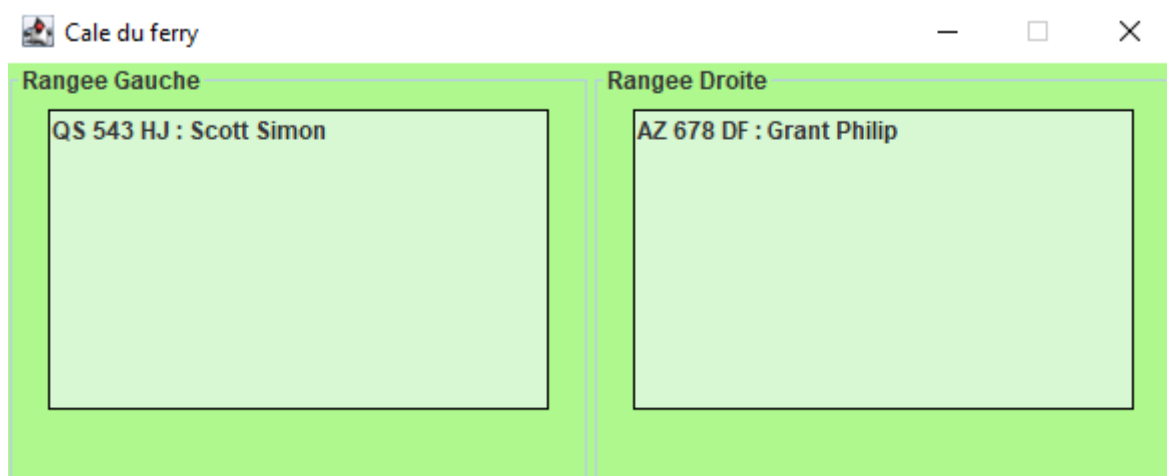 Cale du ferry
Rangee Gauche
QS 543 HJ : Scott Simon
Rangee Droite
AZ 678 DF : Grant Philip